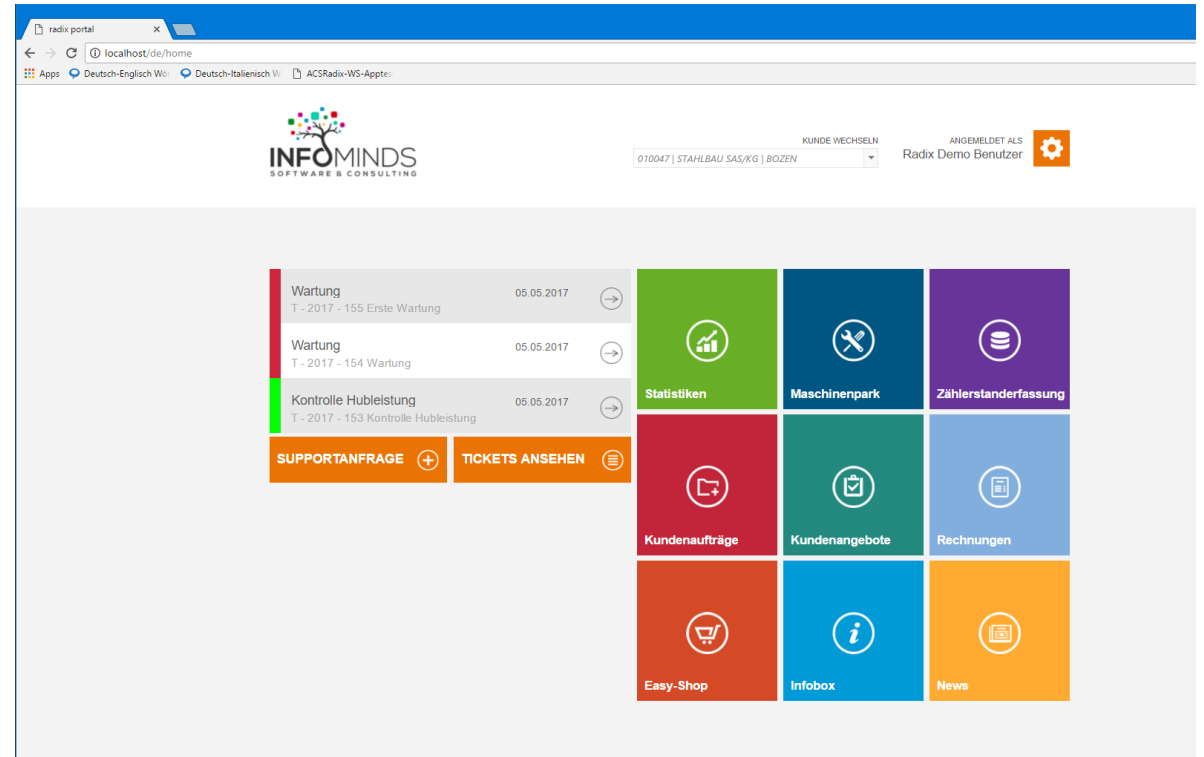 radix portal
localhost/de/home
Apps Deutsch-Englisch Wör Deutsch-Italienisch W ACSRadix-WS-Apptes
INFOMINDS
SOFTWARE & CONSULTING
KUNDE WECHSELN
010047 | STAHLBAU SAS/KG | BOZEN
ANGEMELDET ALS
Radix Demo Benutzer
Wartung 05.05.2017
T - 2017 - 155 Erste Wartung
Wartung 05.05.2017
T - 2017 - 154 Wartung
Kontrolle Hubleistung 05.05.2017
T - 2017 - 153 Kontrolle Hubleistung
SUPPORTANFRAGE TICKETS ANSEHEN
Statistiken Maschinenpark Zählerstanderfassung
Kundenaufträge Kundenangebote Rechnungen
Easy-Shop Infobox News